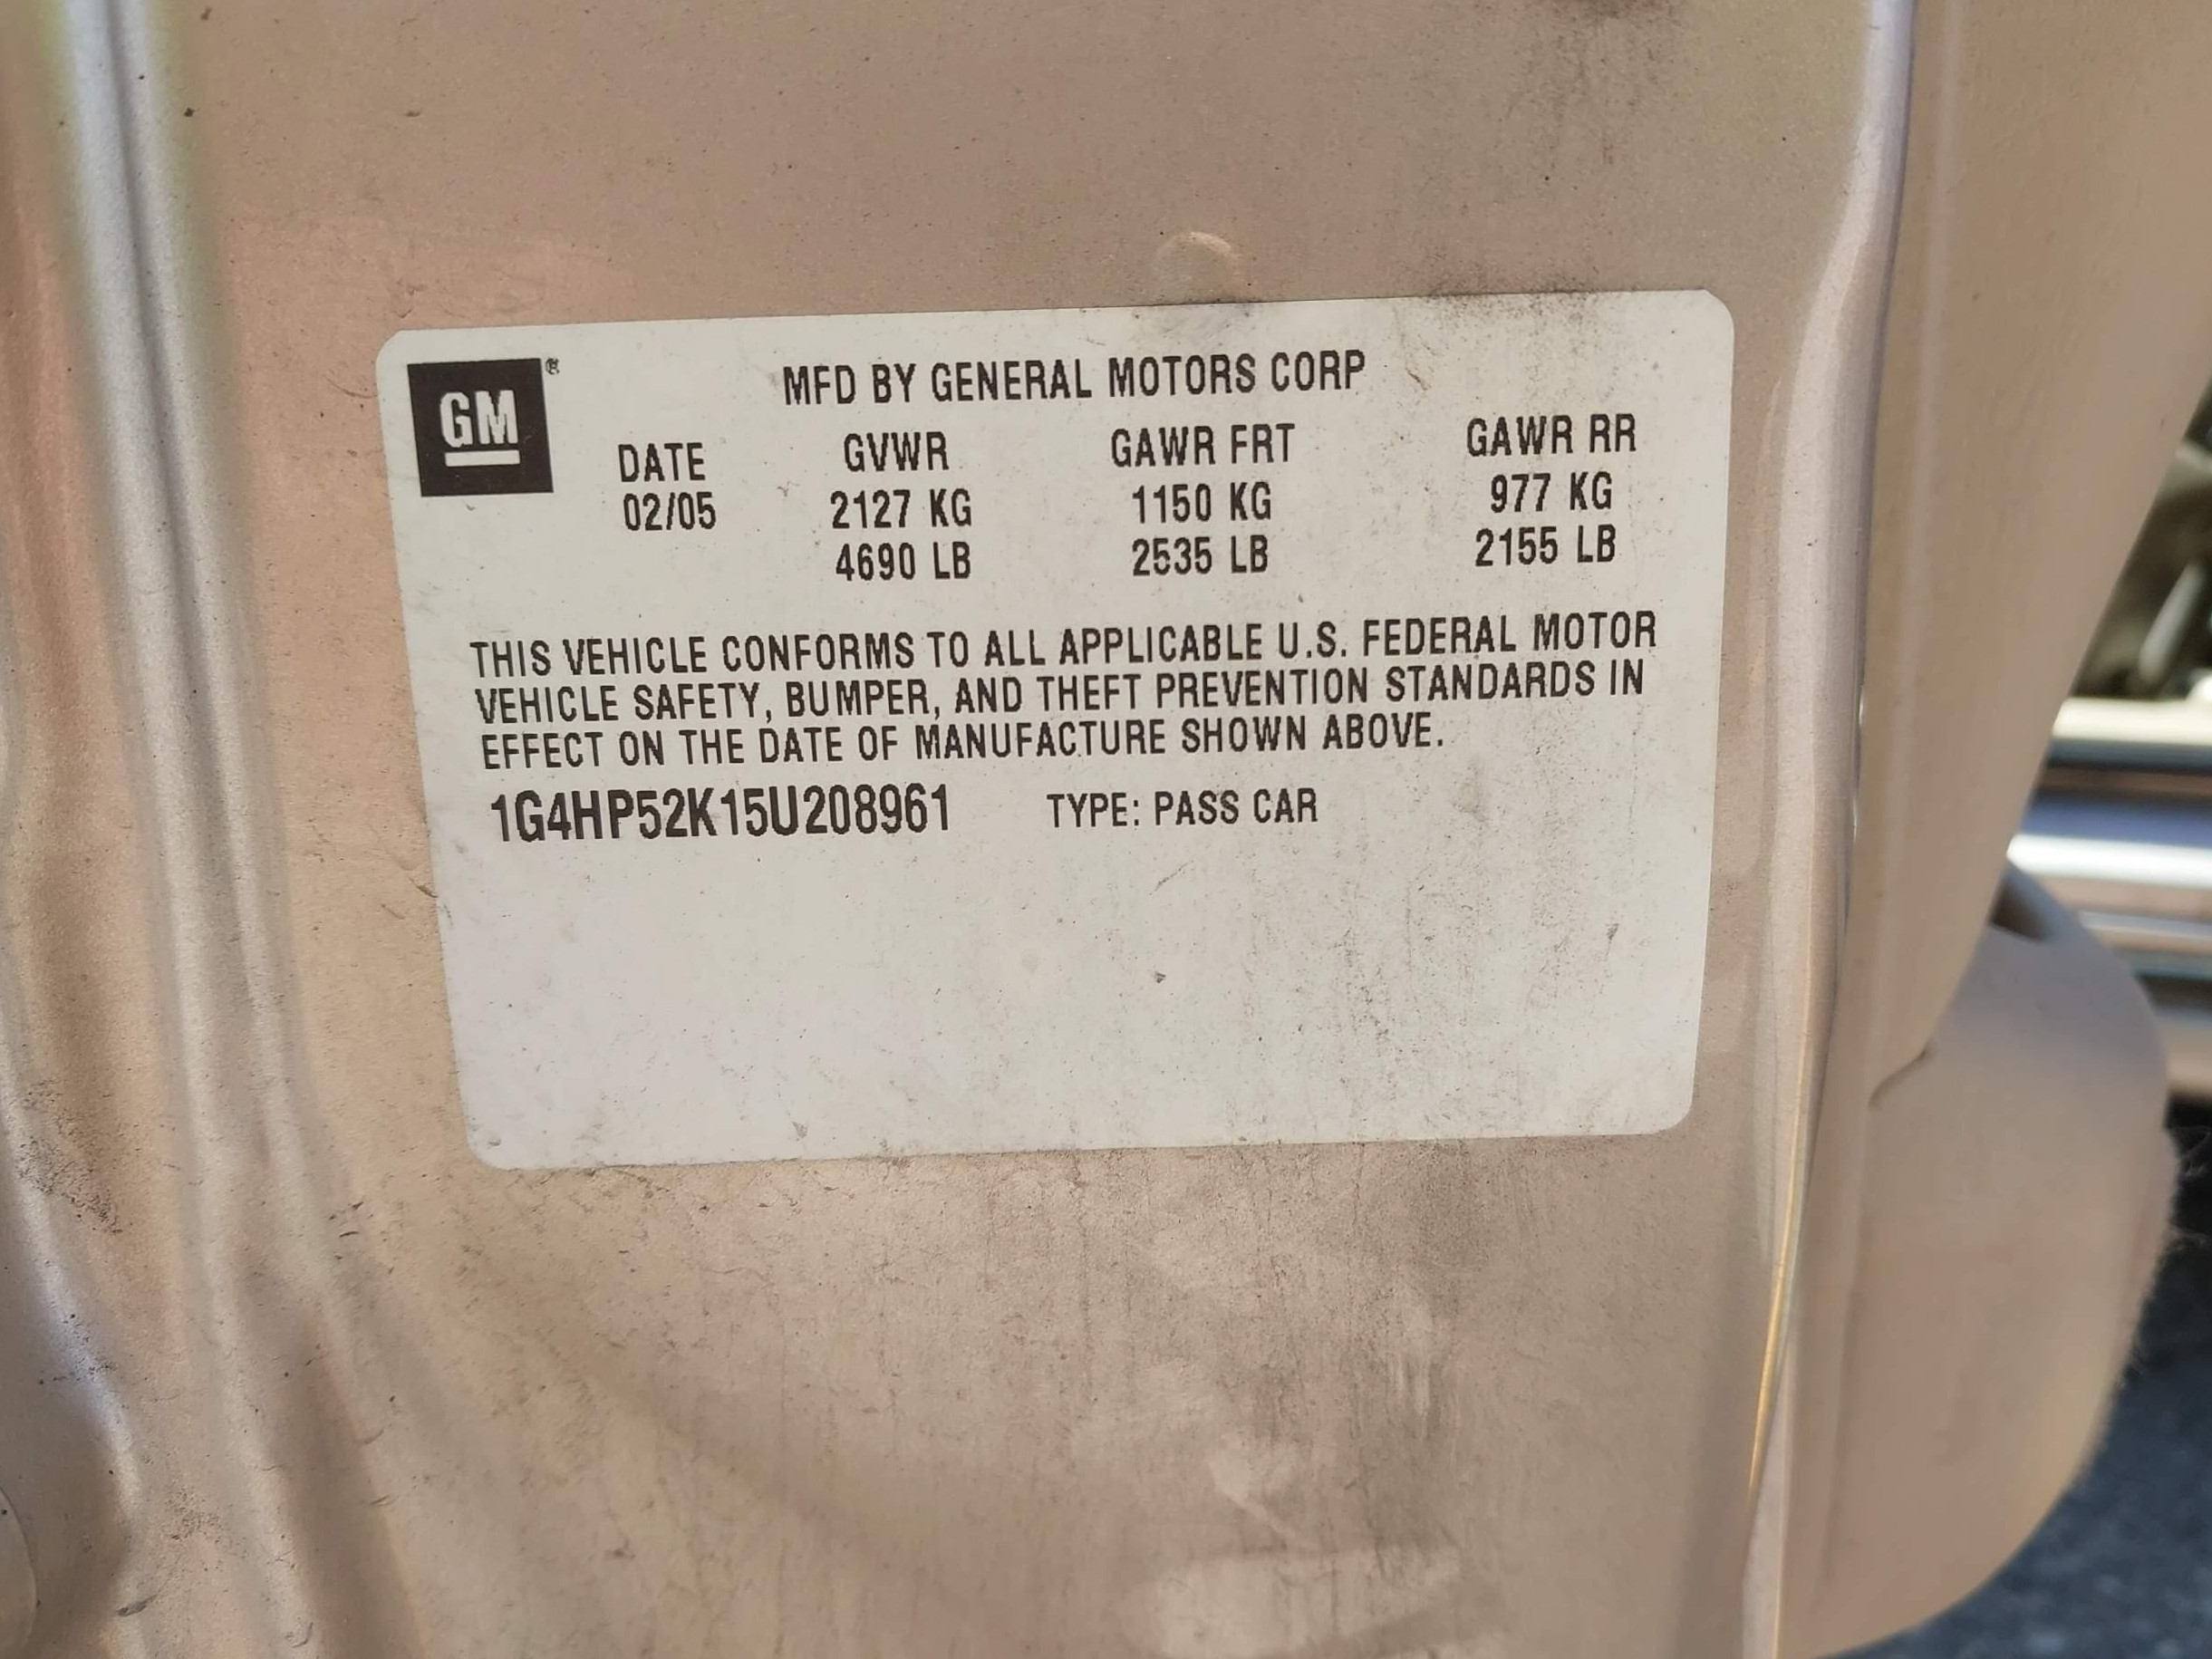 GM®
MFD BY GENERAL MOTORS CORP
DATE GVWR GAWR FRT GAWR RR
02/05 2127 KG 1150 KG 977 KG
4690 LB 2535 LB 2155 LB
THIS VEHICLE CONFORMS TO ALL APPLICABLE U.S. FEDERAL MOTOR
VEHICLE SAFETY, BUMPER, AND THEFT PREVENTION STANDARDS IN
EFFECT ON THE DATE OF MANUFACTURE SHOWN ABOVE.
1G4HP52K15U208961 TYPE: PASS CAR